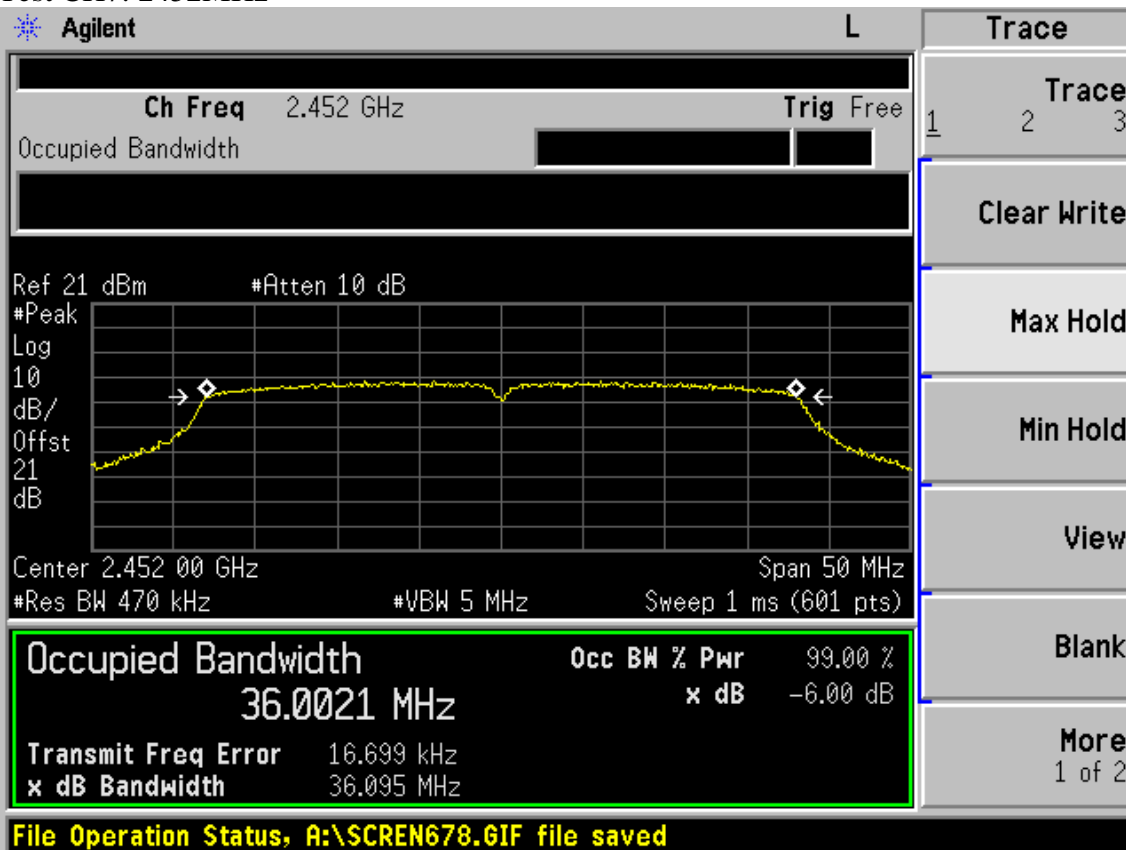 Agilent L Trace
Ch Freq 2.452 GHz Trig Free
Occupied Bandwidth
Trace
1 2 3
Clear Write
Max Hold
Min Hold
View
Blank
More
1 of 2
Ref 21 dBm #Atten 10 dB
#Peak
Log
10
dB/
Offst
21
dB
Center 2.452 00 GHz Span 50 MHz
#Res BW 470 kHz #VBW 5 MHz Sweep 1 ms (601 pts)
Occupied Bandwidth Occ BW % Pwr 99.00 %
36.0021 MHz x dB -6.00 dB
Transmit Freq Error 16.699 kHz
x dB Bandwidth 36.095 MHz
File Operation Status, A:\SCREN678.GIF file saved